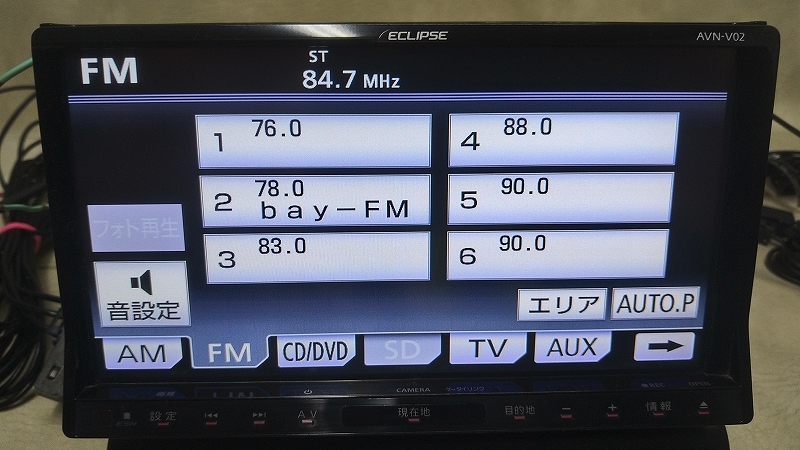 ECLIPSE
AVN-V02
FM
ST
84.7 MHz
1 76.0
4 88.0
2 78.0
bay-FM
5 90.0
3 83.0
6 90.0
フォト再生
音設定
エリア
AUTO.P
AM
FM
CD/DVD
SD
TV
AUX
CAMERA
REC
OPEN
設定
AV
現在地
目的地
情報